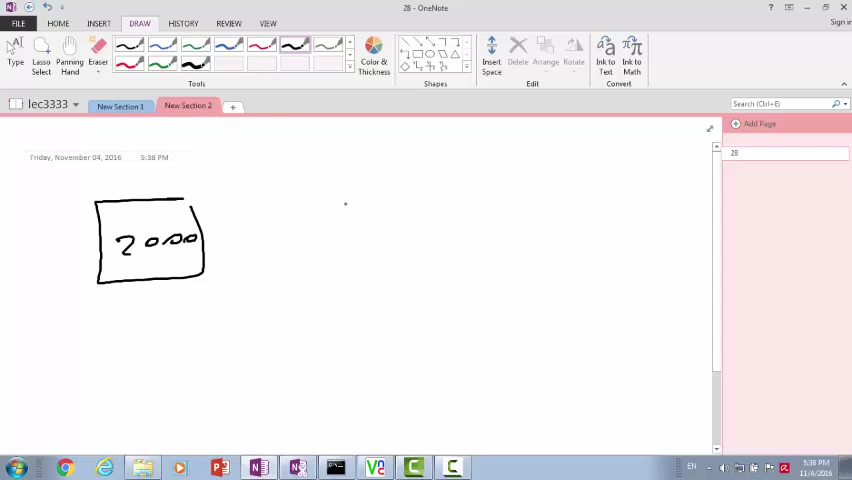 28 - OneNote
?
FILE HOME INSERT DRAW HISTORY REVIEW VIEW
Sign in
Type Lasso Select Panning Hand Eraser
Color & Thickness
Insert Space Delete Arrange Rotate
Ink to Text Ink to Math
Tools Shapes Edit Convert
lec3333 New Section 1 New Section 2 +
Search (Ctrl+E)
Add Page
28
Friday, November 04, 2016 5:38 PM
2000
EN
5:38 PM
11/4/2016